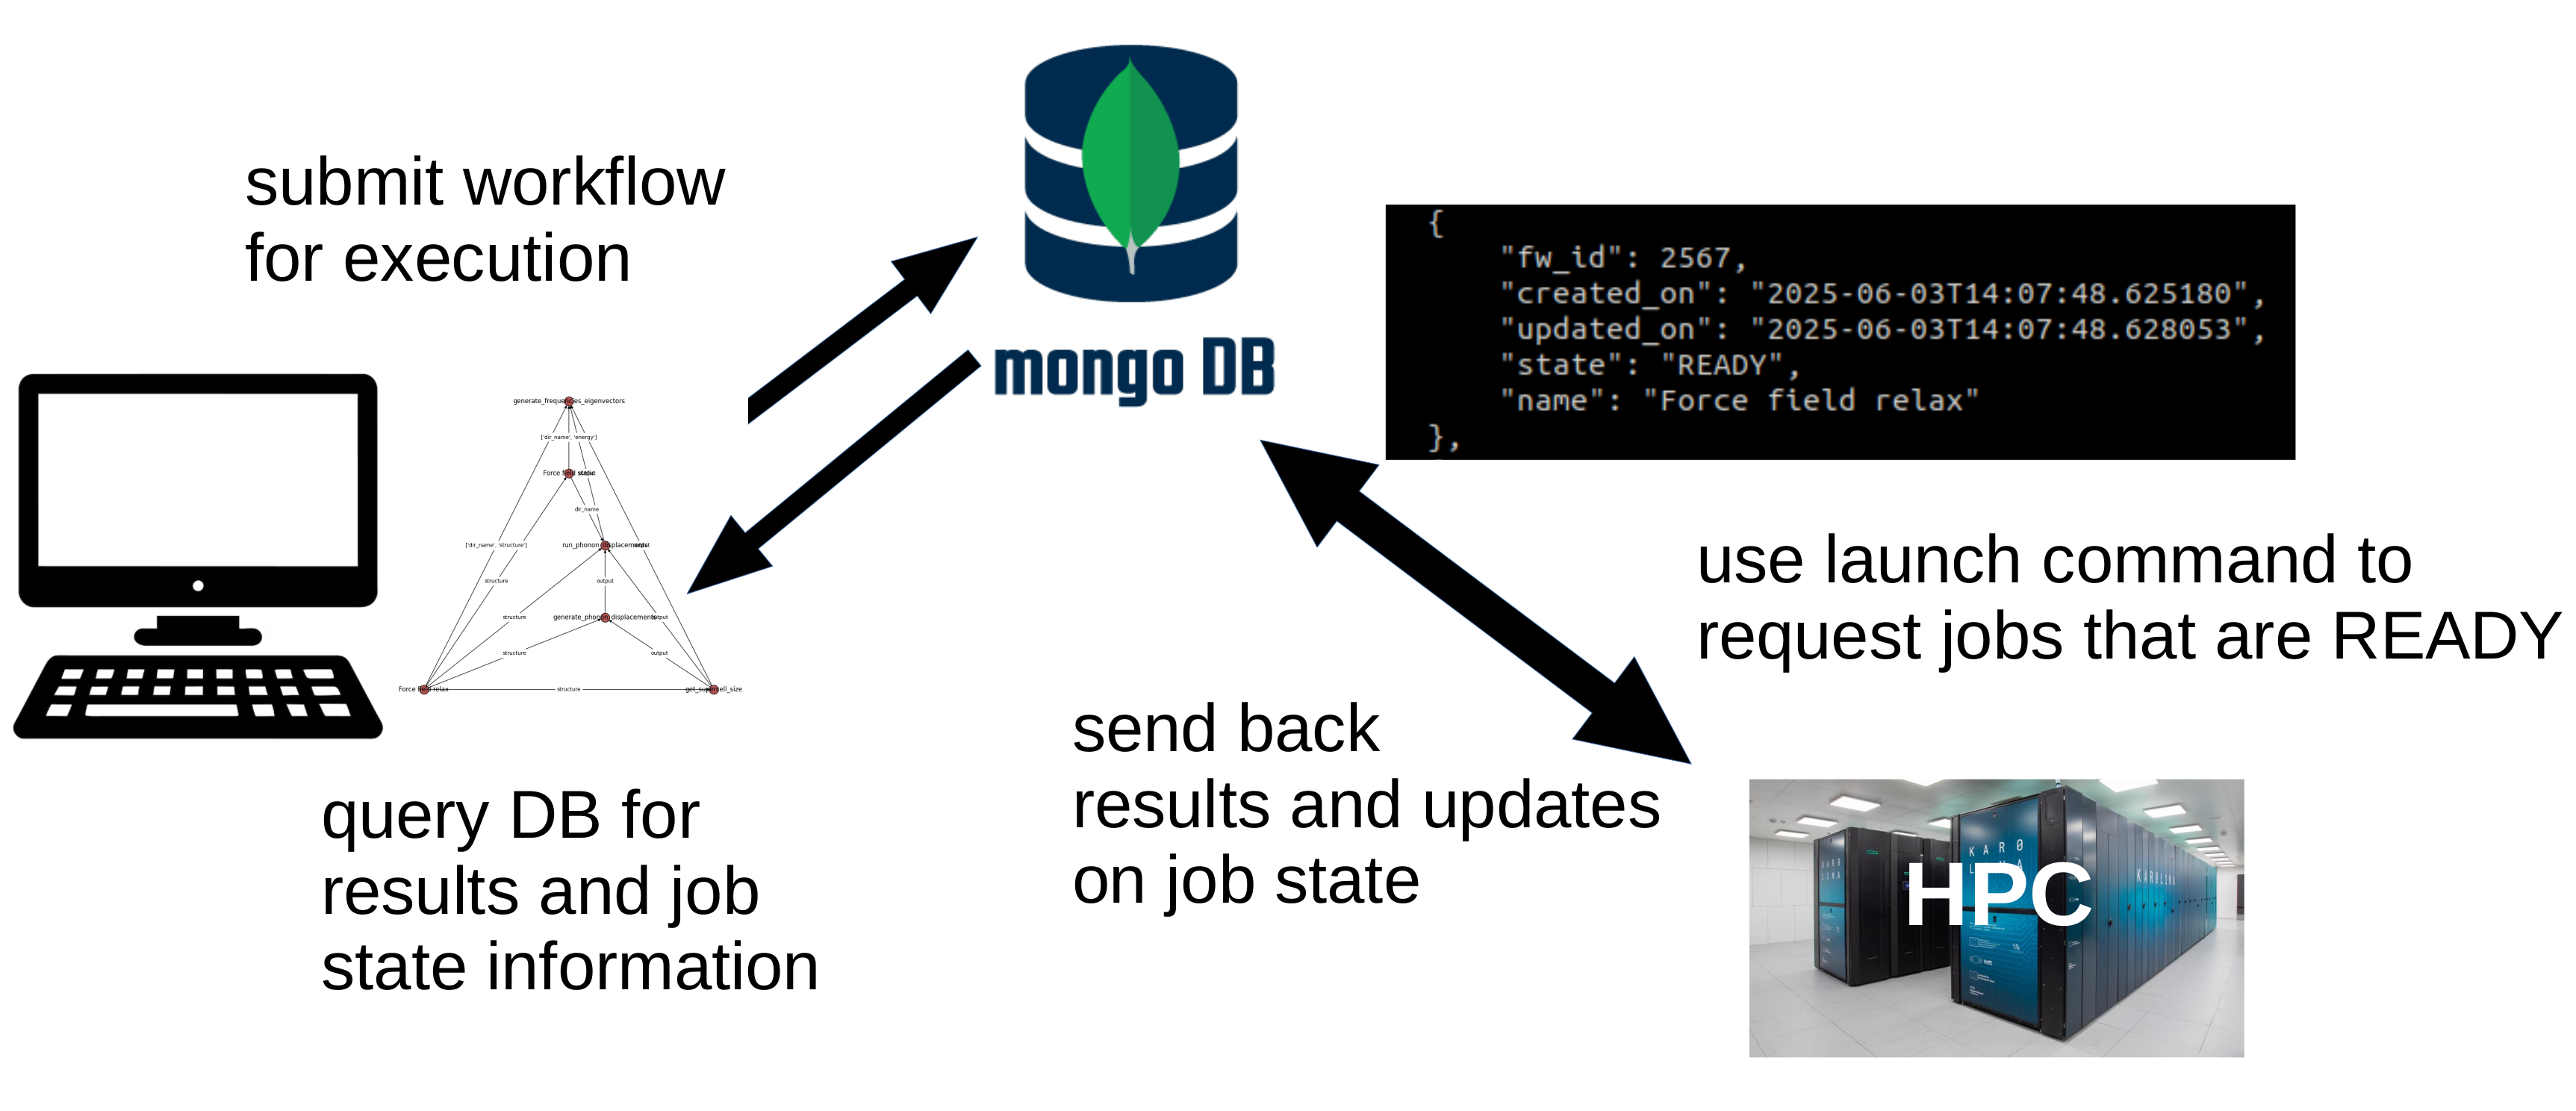 submit workflow
for execution
mongo DB
{
"fw_id": 2567,
"created_on": "2025-06-03T14:07:48.625180",
"updated_on": "2025-06-03T14:07:48.628053",
"state": "READY",
"name": "Force field relax"
},
generate_frequencies_eigenvectors
['dir_name', 'energy']
Force field static
dir_name
['dir_name', 'structure']
run_phonon_displacements
output
structure
output
structure
generate_phonon_displacements
output
structure
output
Force field relax
structure
get_supercell_size
use launch command to
request jobs that are READY
send back
results and updates
on job state
query DB for
results and job
state information
HPC
KARO
KAROLINA